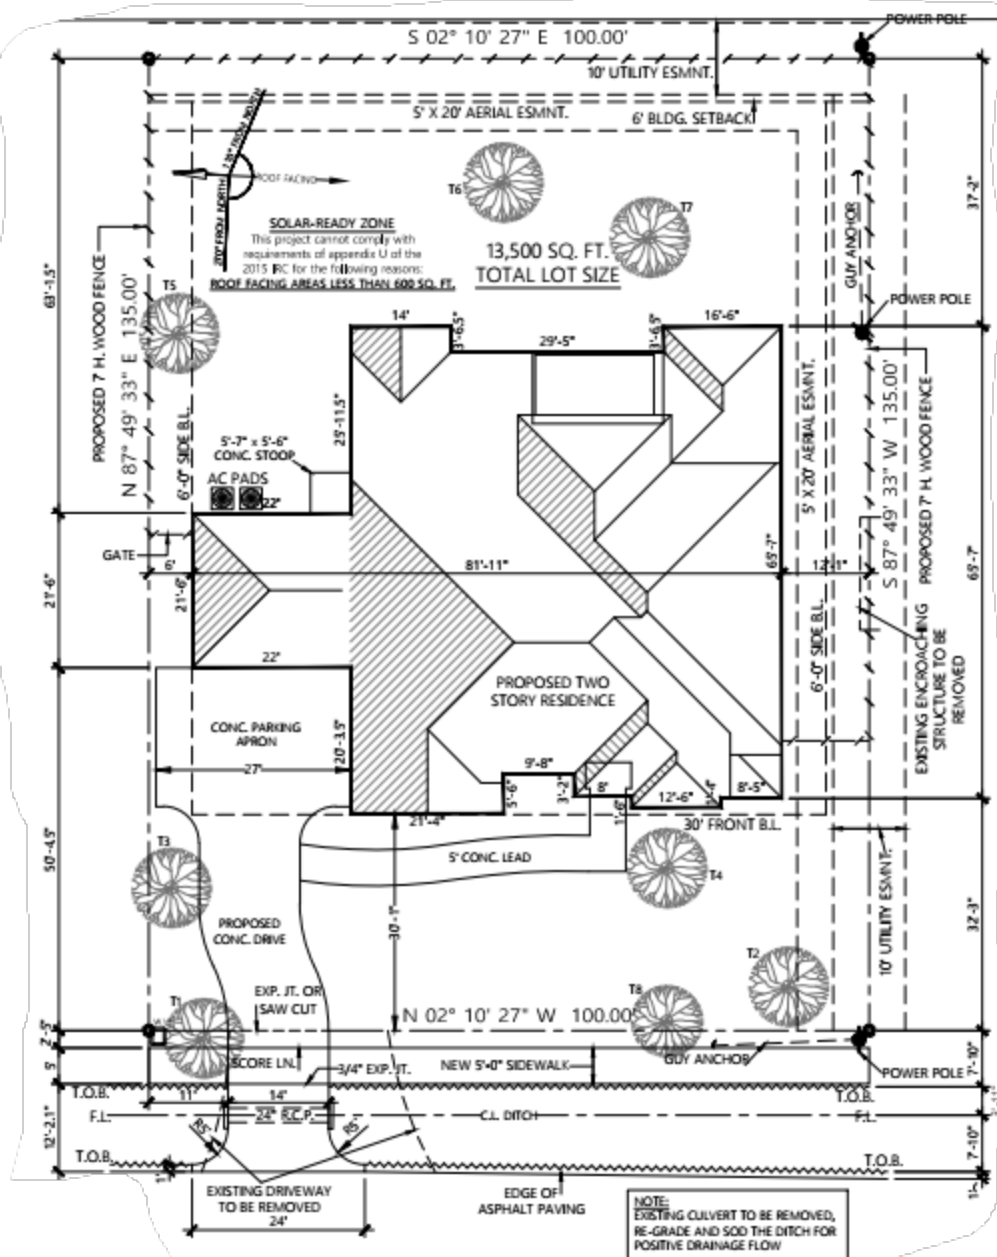 POWER POLE
S 02° 10' 27" E 100.00'
10' UTILITY ESMNT.
5' X 20' AERIAL ESMNT.
6' BLDG. SETBACK
ROOF FACING
T6
T7
37'-2"
SOLAR-READY ZONE
This project cannot comply with
requirements of appendix U of the
2015 IRC for the following reasons:
ROOF FACING AREAS LESS THAN 600 SQ. FT.
13,500 SQ. FT.
TOTAL LOT SIZE
GUY ANCHOR
PROPOSED 7' H. WOOD FENCE
N 87° 49' 33" E 135.00'
63'-1.5"
T5
POWER POLE
14'
3'-6.5"
29'-5"
3'-6.5"
16'-6"
25'-11.5"
6'-0" SIDE B.L.
5'-7" x 5'-6"
CONC. STOOP
AC PADS
22"
5' X 20' AERIAL ESMNT.
S 87° 49' 33" W 135.00'
PROPOSED 7' H. WOOD FENCE
GATE
6'
21'-6"
21'-6"
81'-11"
65'-7"
12'-1"
65'-7"
6'-0" SIDE B.L.
EXISTING ENCROACHING
STRUCTURE TO BE
REMOVED
22"
PROPOSED TWO
STORY RESIDENCE
CONC. PARKING
APRON
27'
20'-3.5"
9'-8"
5'-6"
3'-2"
8'
1'-6"
12'-6"
8'-5"
21'-4"
30' FRONT B.L.
50'-4.5"
T3
5' CONC. LEAD
T4
PROPOSED
CONC. DRIVE
30'-1"
10' UTILITY ESMNT.
32'-3"
T2
T1
EXP. JT. OR
SAW CUT
N 02° 10' 27" W 100.00'
T8
2'-5"
5'
SCORE LN.
3/4" EXP. JT.
NEW 5'-0" SIDEWALK
GUY ANCHOR
POWER POLE
7'-10"
T.O.B.
11'
14'
T.O.B.
F.L.
24" R.C.P.
C.L. DITCH
F.L.
12'-2.1"
R5'
R5'
7'-10"
T.O.B.
T.O.B.
1'
1'
EXISTING DRIVEWAY
TO BE REMOVED
24'
EDGE OF
ASPHALT PAVING
NOTE:
EXISTING CULVERT TO BE REMOVED,
RE-GRADE AND SOD THE DITCH FOR
POSITIVE DRAINAGE FLOW